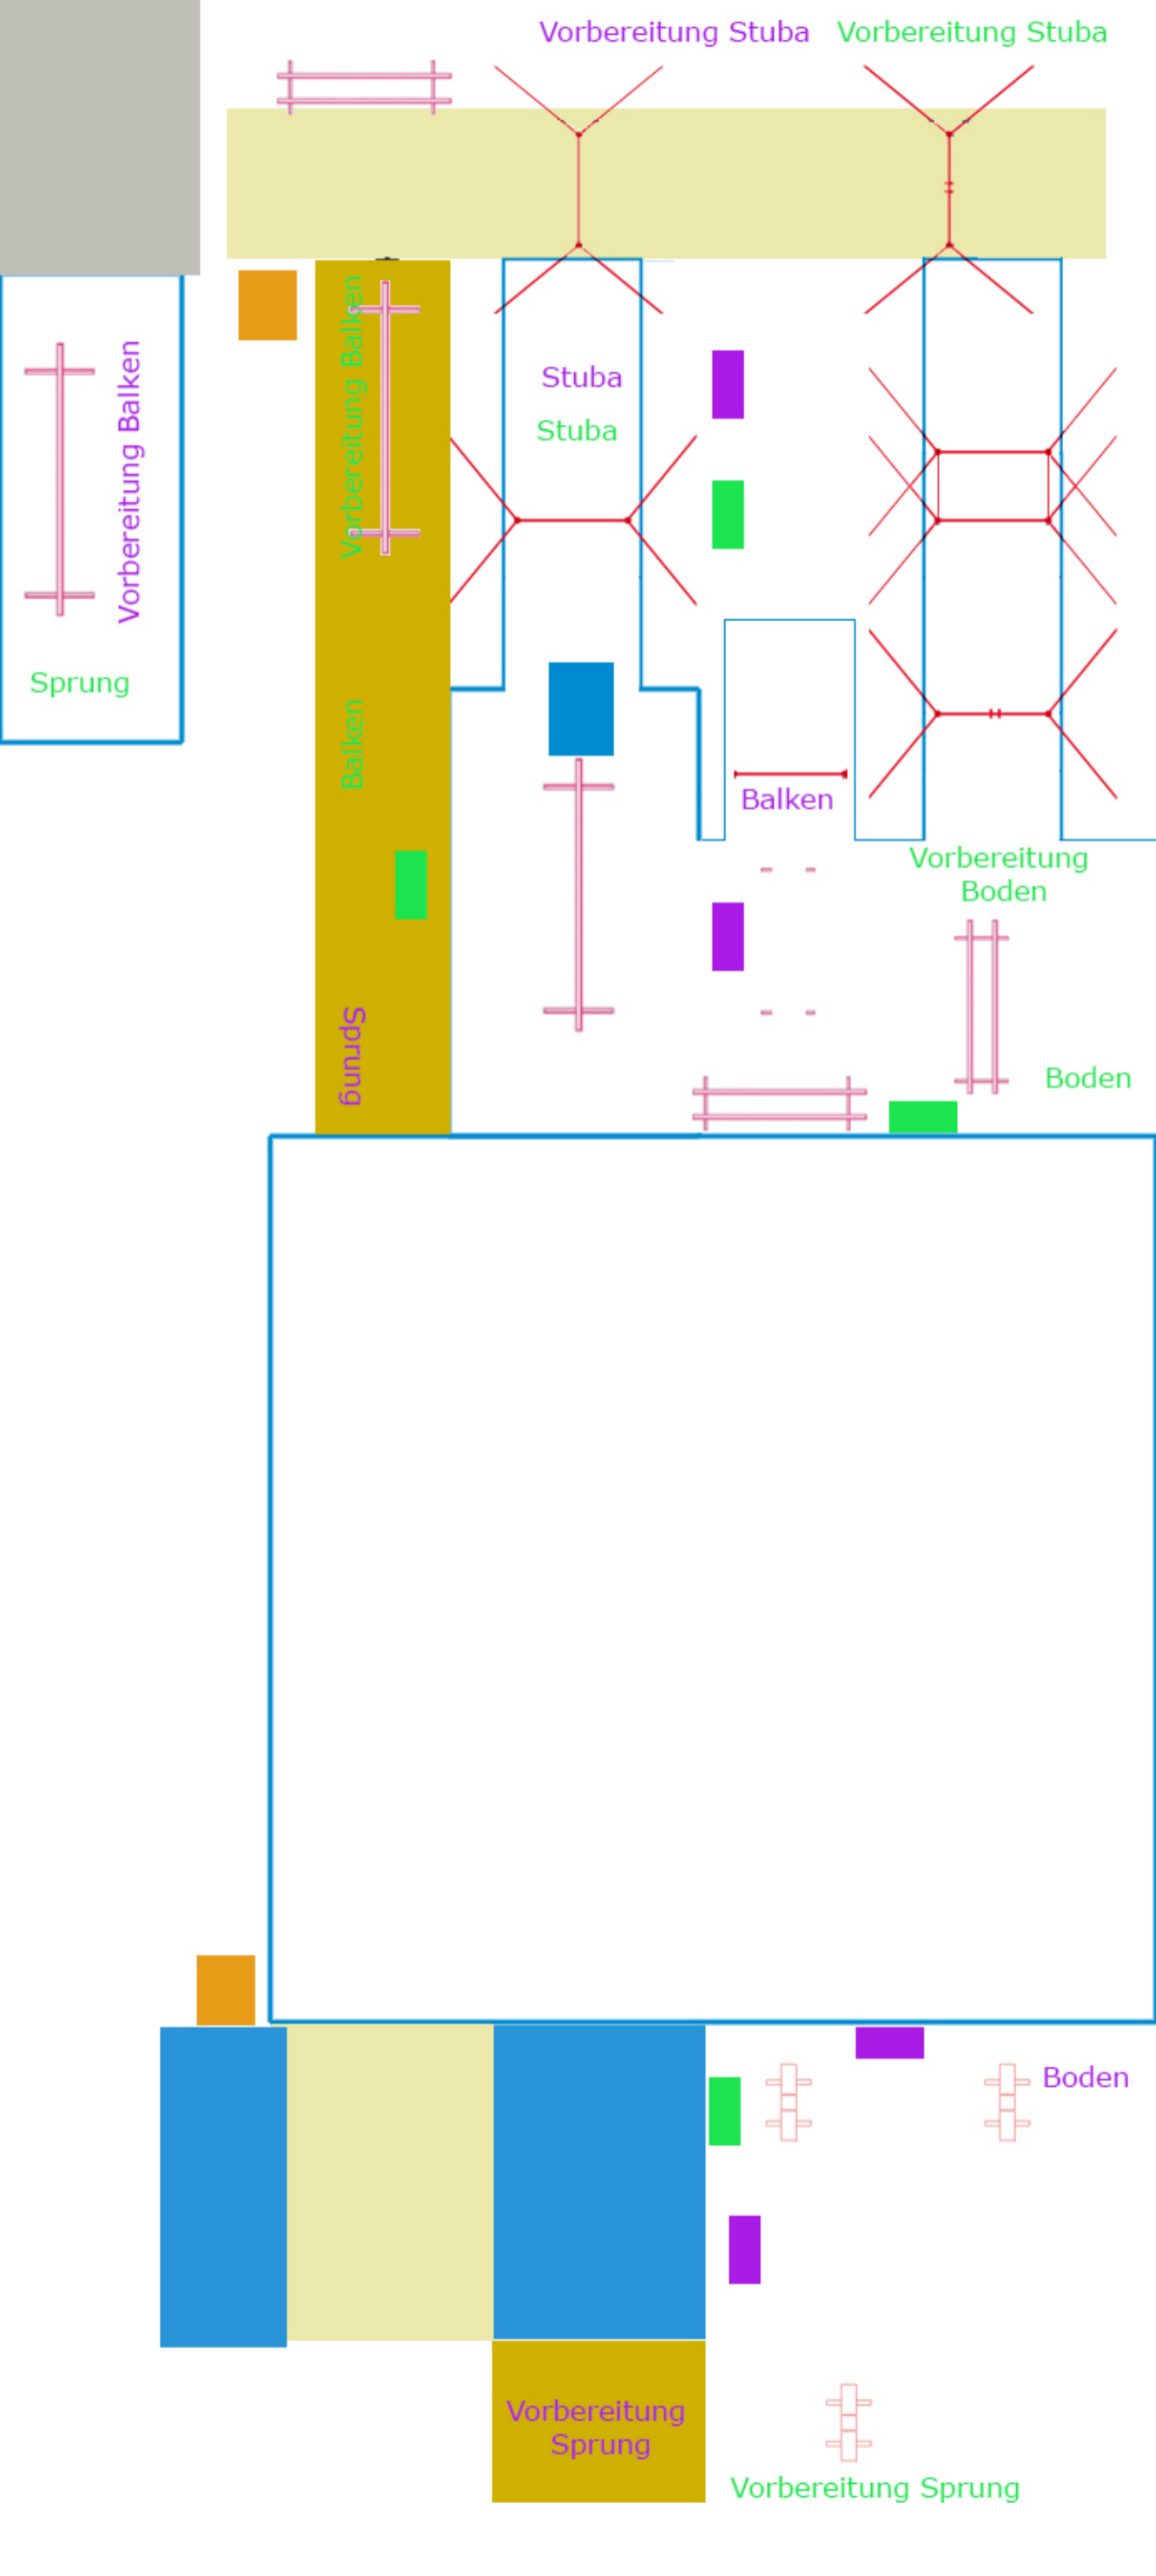 Vorbereitung Stuba
Vorbereitung Stuba
Vorbereitung Balken
Vorbereitung Balken
Stuba
Stuba
Sprung
Balken
Balken
Vorbereitung
Boden
Sprung
Boden
Boden
Vorbereitung
Sprung
Vorbereitung Sprung